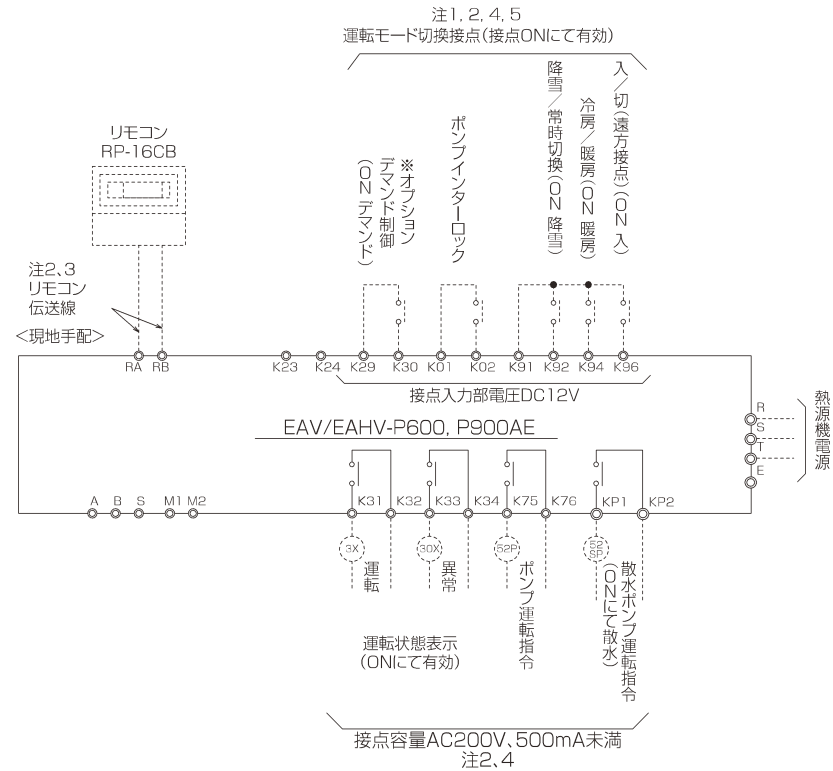 注1, 2, 4, 5
運転モード切換接点(接点ONにて有効)
リモコン
RP-16CB
※オプション
デマンド制御
(ONデマンド)
ポンプインターロック
降雪/常時切換(ON 降雪)
冷房/暖房(ON 暖房)
入/切(遠方接点)(ON 入)
注2、3
リモコン
伝送線
<現地手配>
RA
RB
K23
K24
K29
K30
K01
K02
K91
K92
K94
K96
接点入力部電圧DC12V
EAV/EAHV-P600, P900AE
R
S
T
E
熱源機電源
A
B
S
M1
M2
K31
K32
K33
K34
K75
K76
KP1
KP2
3X
30X
52P
52
SP
運転
異常
ポンプ運転指令
散水ポンプ運転指令
(ONにて散水)
運転状態表示
(ONにて有効)
接点容量AC200V、500mA未満
注2、4